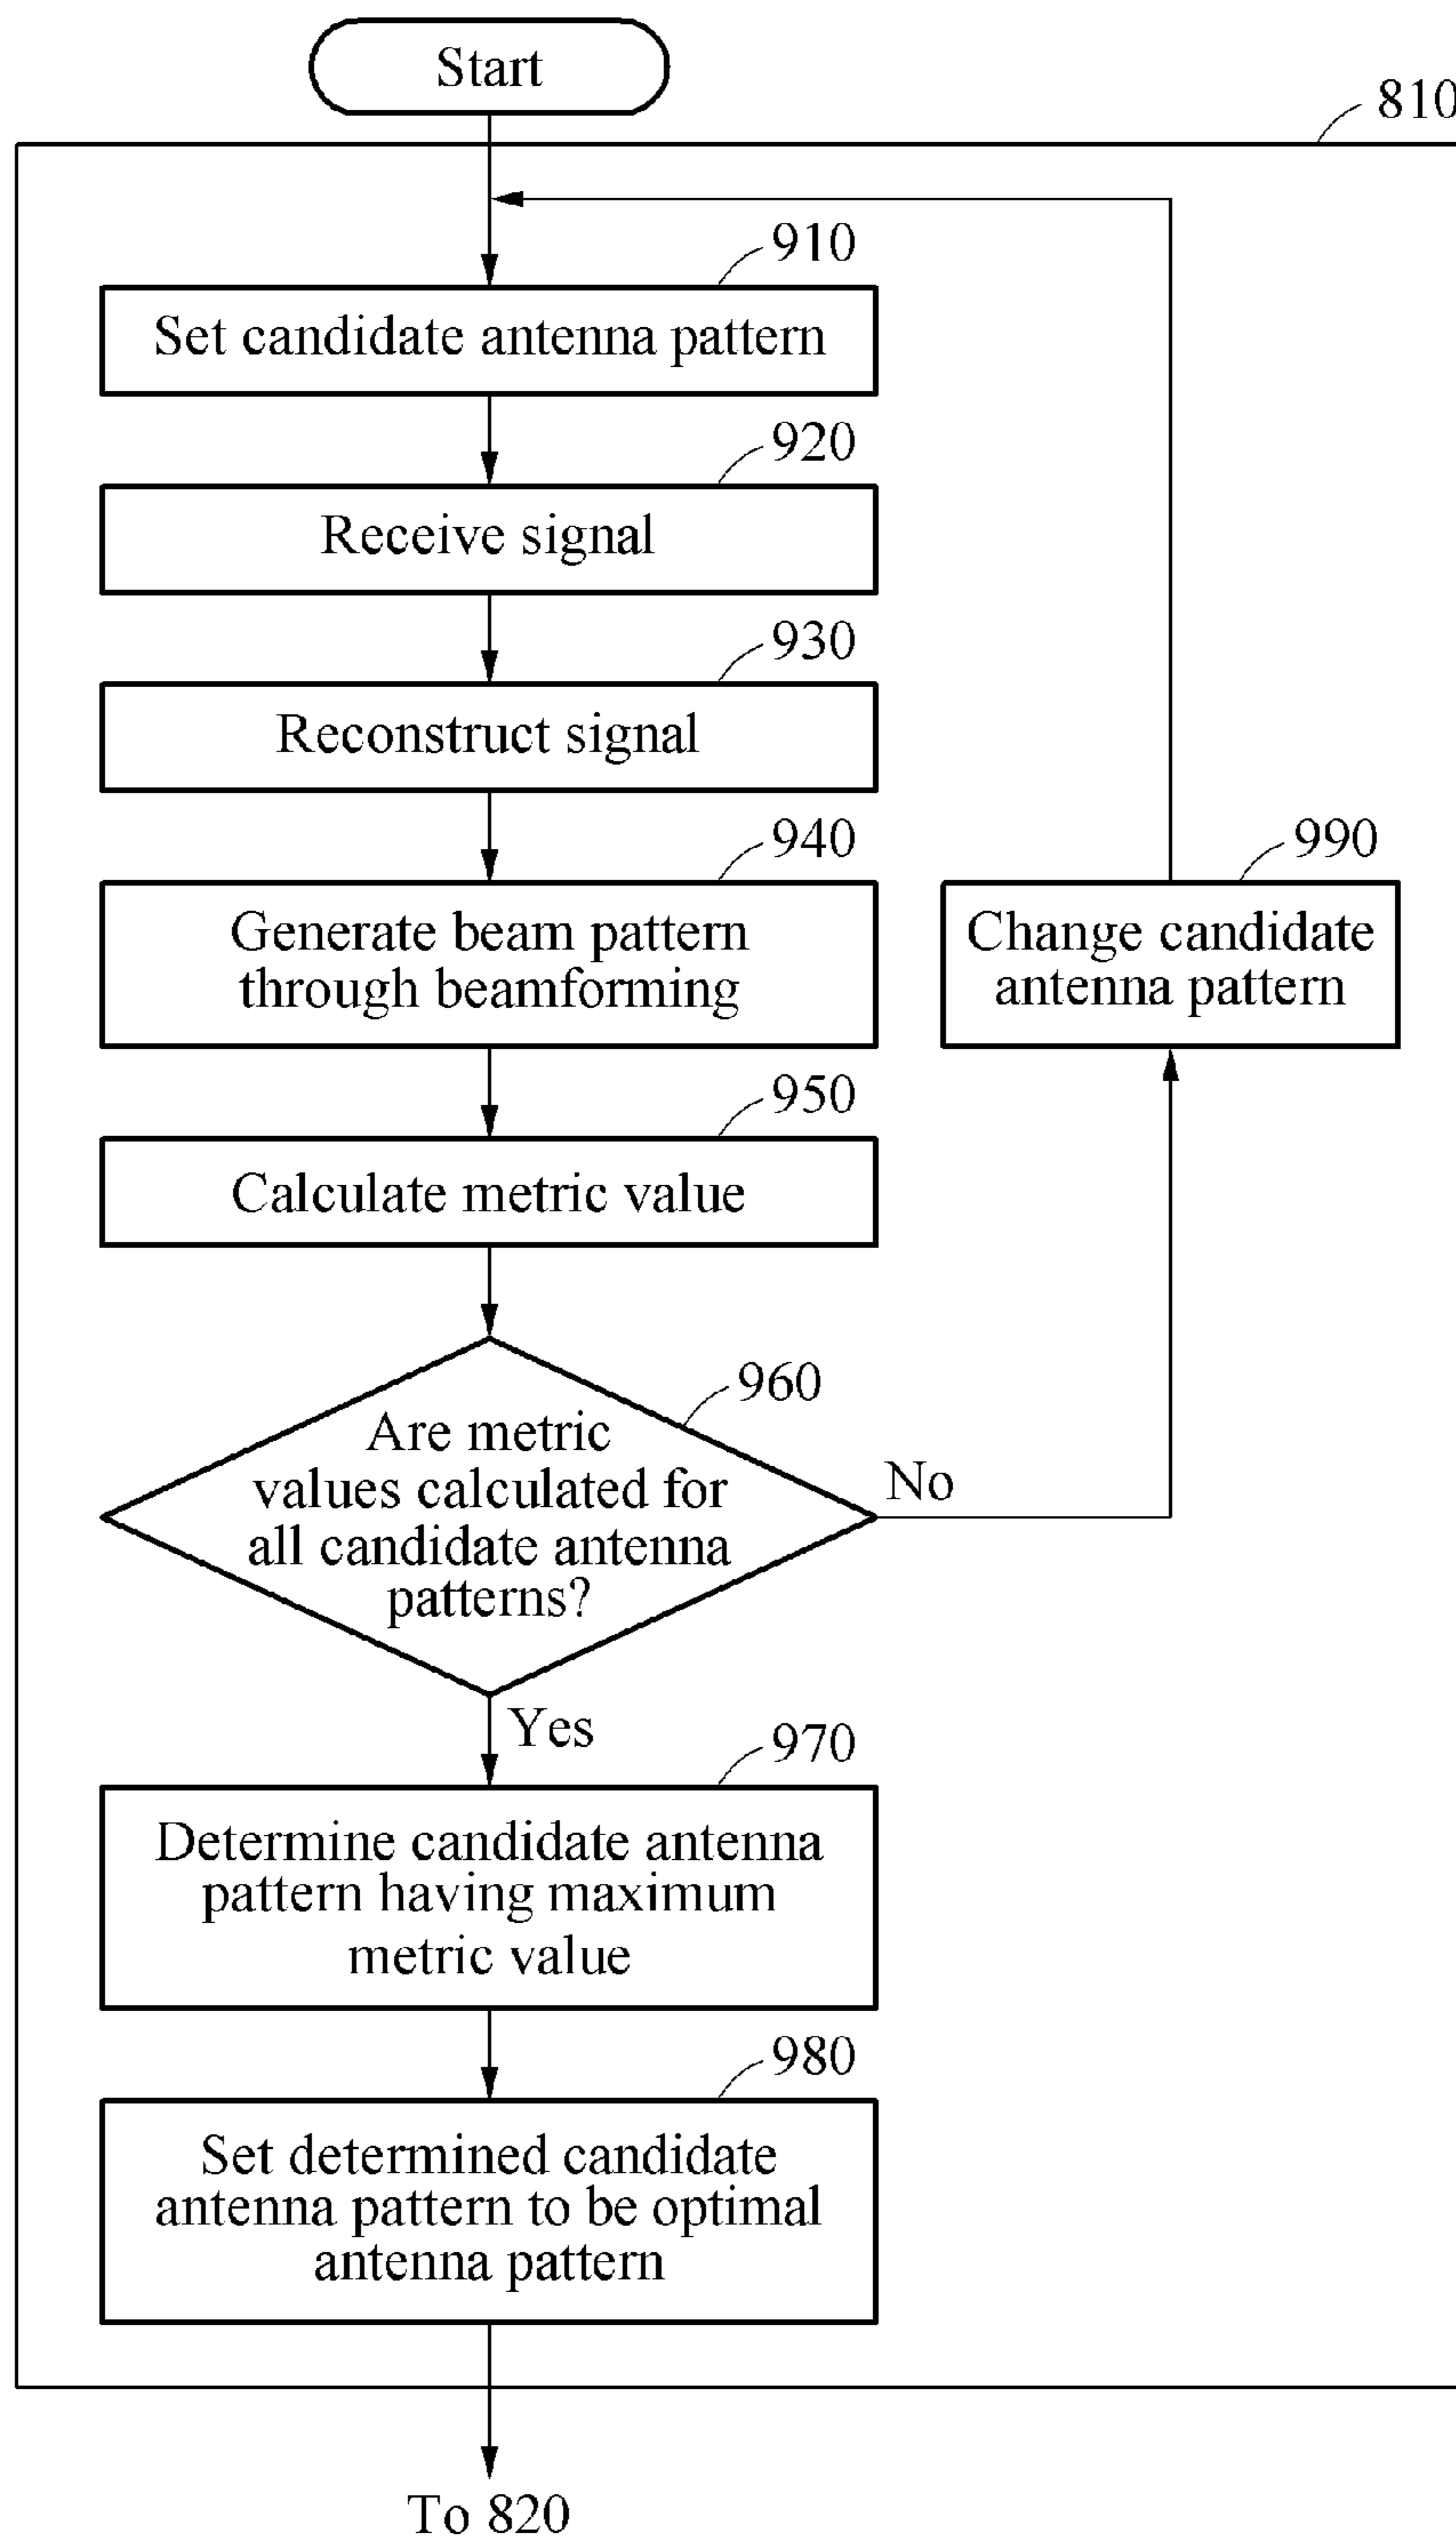 Start
810
910
Set candidate antenna pattern
920
Receive signal
930
Reconstruct signal
940
Generate beam pattern
through beamforming
990
Change candidate
antenna pattern
950
Calculate metric value
960
Are metric
values calculated for
all candidate antenna
patterns?
No
Yes
970
Determine candidate antenna
pattern having maximum
metric value
980
Set determined candidate
antenna pattern to be optimal
antenna pattern
To 820